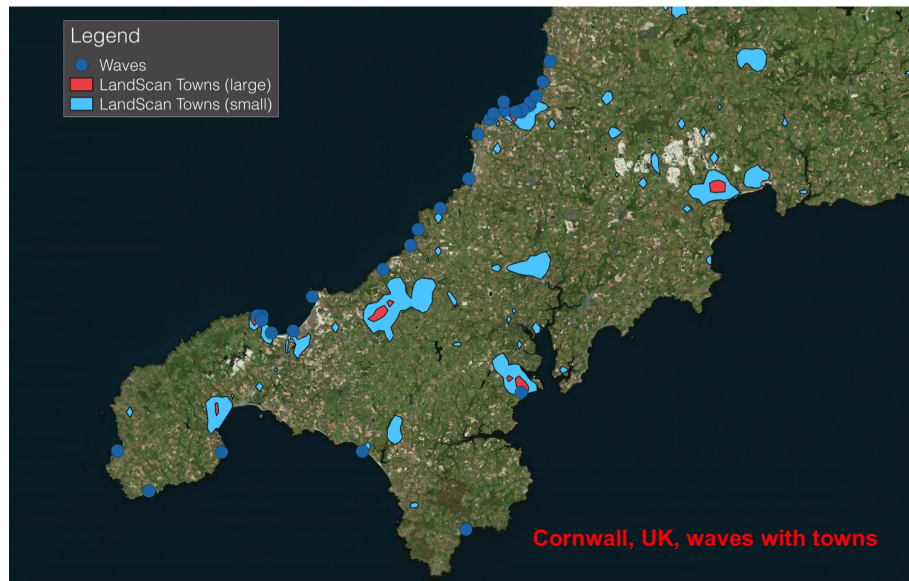 Legend
Waves
LandScan Towns (large)
LandScan Towns (small)
Cornwall, UK, waves with towns